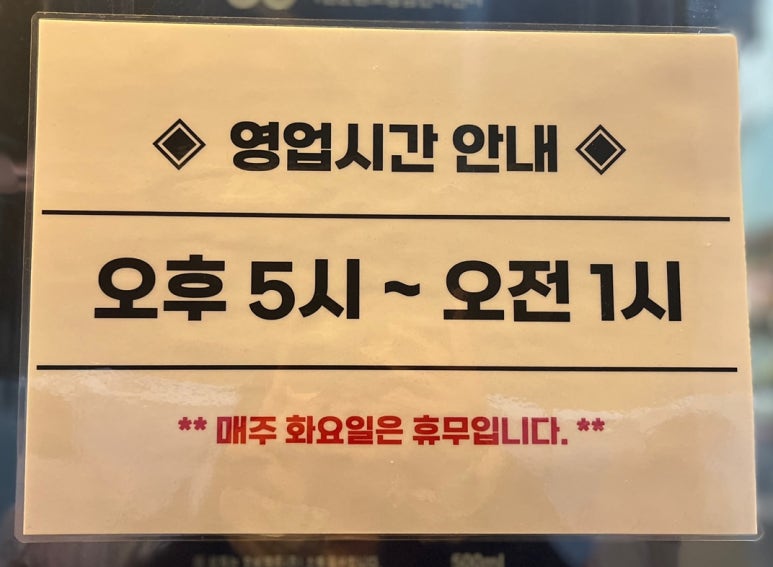 ◈ 영업시간 안내 ◈
오후 5시 ~ 오전 1시
** 매주 화요일은 휴무입니다. **
500ml